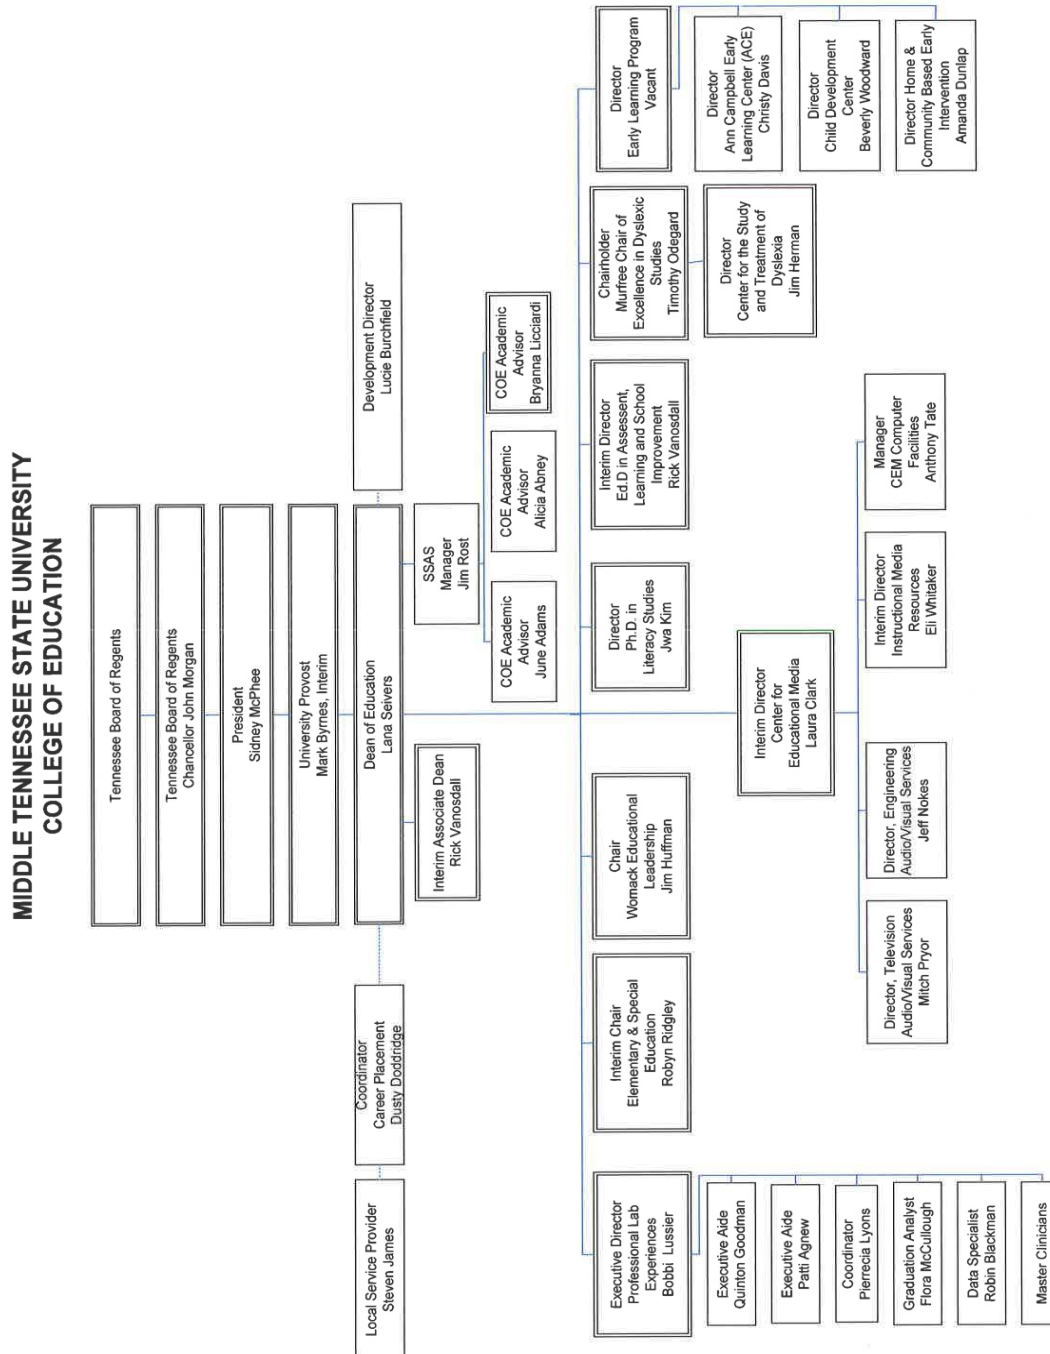 MIDDLE TENNESSEE STATE UNIVERSITY
COLLEGE OF EDUCATION
Tennessee Board of Regents
Tennessee Board of Regents
Chancellor John Morgan
President
Sidney McPhee
University Provost
Mark Byrnes, Interim
Local Service Provider
Steven James
Coordinator
Career Placement
Dusty Doddridge
Dean of Education
Lana Seivers
Development Director
Lucie Burchfield
Interim Associate Dean
Rick Vanosdall
SSAS
Manager
Jim Rost
COE Academic
Advisor
June Adams
COE Academic
Advisor
Alicia Abney
COE Academic
Advisor
Bryanna Licciardi
Executive Director
Professional Lab
Experiences
Bobbi Lussier
Interim Chair
Elementary & Special
Education
Robyn Ridgley
Chair
Womack Educational
Leadership
Jim Huffman
Director
Ph.D. in
Literacy Studies
Jwa Kim
Interim Director
Ed.D in Assessment,
Learning and School
Improvement
Rick Vanosdall
Chairholder
Murfree Chair of
Excellence in Dyslexic
Studies
Timothy Odegard
Director
Early Learning Program
Vacant
Executive Aide
Quinton Goodman
Executive Aide
Patti Agnew
Coordinator
Pierrecia Lyons
Graduation Analyst
Flora McCullough
Data Specialist
Robin Blackman
Master Clinicians
Interim Director
Center for
Educational Media
Laura Clark
Director, Television
Audio/Visual Services
Mitch Pryor
Director, Engineering
Audio/Visual Services
Jeff Nokes
Interim Director
Instructional Media
Resources
Eli Whitaker
Manager
CEM Computer
Facilities
Anthony Tate
Director
Center for the Study
and Treatment of
Dyslexia
Jim Herman
Director
Ann Campbell Early
Learning Center (ACE)
Christy Davis
Director
Child Development
Center
Beverly Woodward
Director Home &
Community Based Early
Intervention
Amanda Dunlap